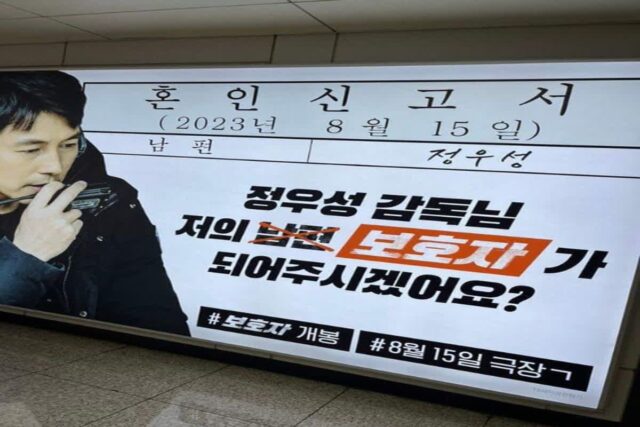 혼인신고서
(2023년 8월 15일)
남편 정우성
정우성 감독님
저의 남편 보호자가
되어주시겠어요?
#보호자 개봉 #8월 15일 극장ㄱ